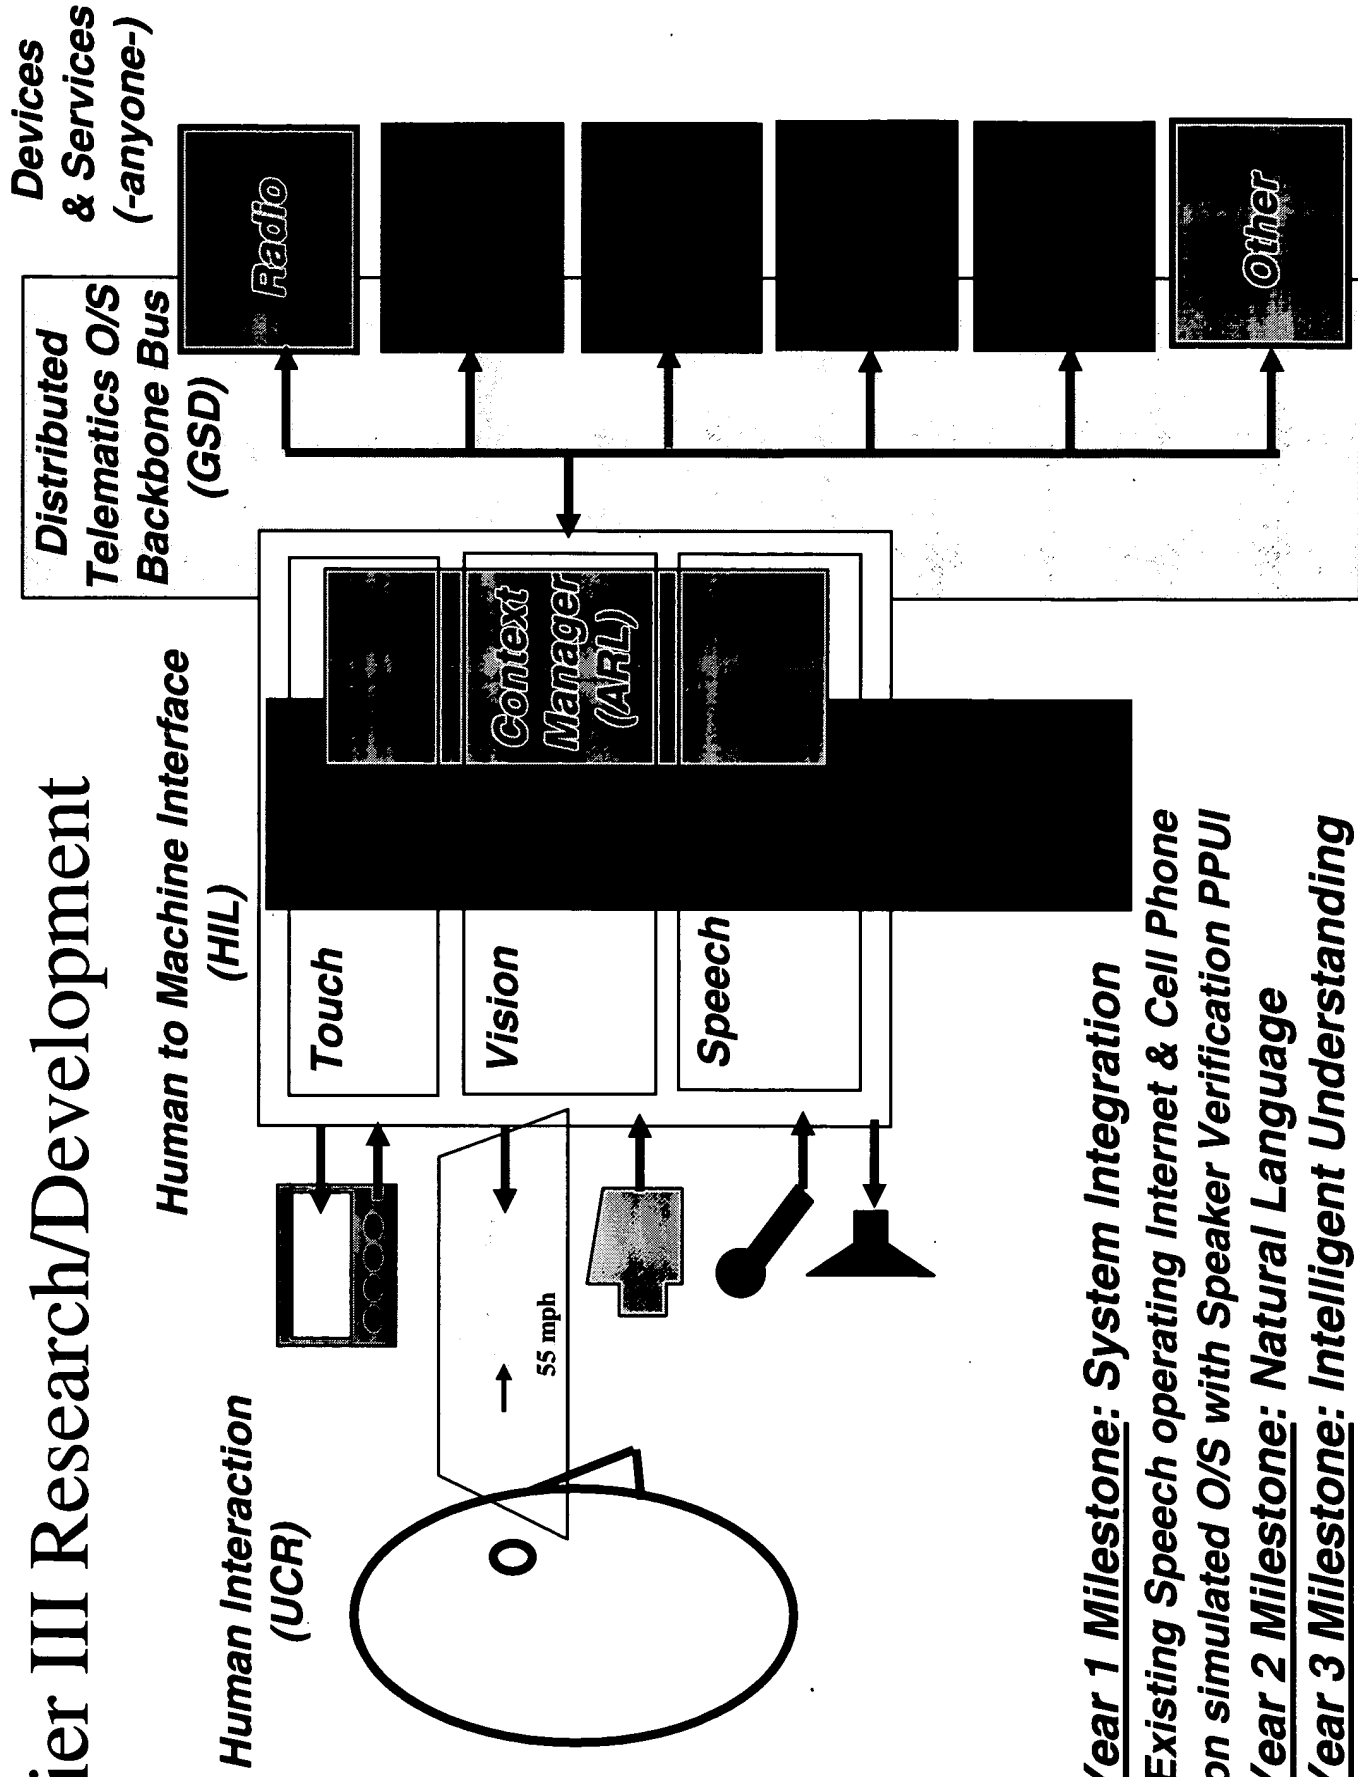 ier III Research/Development
Human Interaction
(UCR)
Human to Machine Interface
(HIL)
Distributed
Telematics O/S
Backbone Bus
(GSD)
Devices
& Services
(-anyone-)
55 mph
Touch
Vision
Speech
Context
Manager
(ARL)
Radio
Other
Year 1 Milestone: System Integration
Existing Speech operating Internet & Cell Phone
on simulated O/S with Speaker Verification PPUI
Year 2 Milestone: Natural Language
Year 3 Milestone: Intelligent Understanding